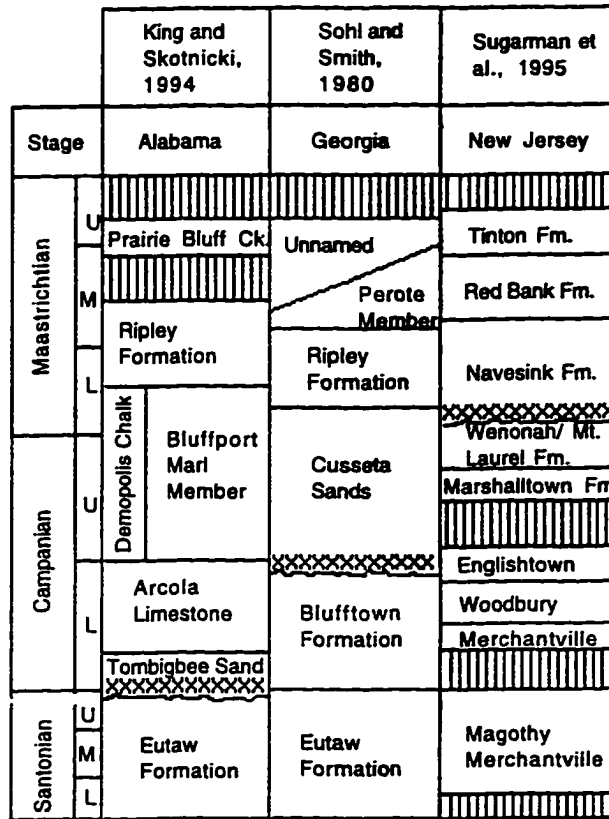 King and
Skotnicki,
1994
Sohl and
Smith,
1980
Sugarman et
al., 1995
Stage
Alabama
Georgia
New Jersey
Maastrichtian
U
M
L
Prairie Bluff Ck.
Ripley
Formation
Unnamed
Perote
Member
Ripley
Formation
Tinton Fm.
Red Bank Fm.
Navesink Fm.
Campanian
U
L
Demopolis Chalk
Bluffport
Marl
Member
Arcola
Limestone
Tombigbee Sand
XXXXXXXXXX
Cusseta
Sands
XXXXXXXXXX
Blufftown
Formation
XXXXXXXXXX
Wenonah/ Mt.
Laurel Fm.
Marshalltown Fm
Englishtown
Woodbury
Merchantville
Santonian
U
M
L
Eutaw
Formation
Eutaw
Formation
Magothy
Merchantville